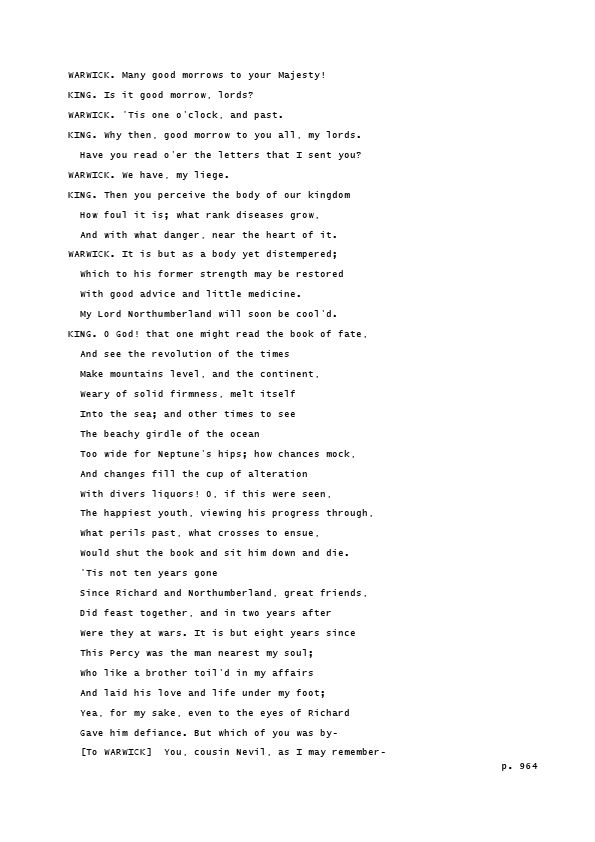 WARWICK. Many good morrows to your Majesty!
KING. Is it good morrow, lords?
WARWICK. 'Tis one o'clock, and past.
KING. Why then, good morrow to you all, my lords.
Have you read o'er the letters that I sent you?
WARWICK. We have, my liege.
KING. Then you perceive the body of our kingdom
How foul it is; what rank diseases grow,
And with what danger, near the heart of it.
WARWICK. It is but as a body yet distempered;
Which to his former strength may be restored
With good advice and little medicine.
My Lord Northumberland will soon be cool'd.
KING. O God! that one might read the book of fate,
And see the revolution of the times
Make mountains level, and the continent,
Weary of solid firmness, melt itself
Into the sea; and other times to see
The beachy girdle of the ocean
Too wide for Neptune's hips; how chances mock,
And changes fill the cup of alteration
With divers liquors! O, if this were seen,
The happiest youth, viewing his progress through,
What perils past, what crosses to ensue,
Would shut the book and sit him down and die.
'Tis not ten years gone
Since Richard and Northumberland, great friends,
Did feast together, and in two years after
Were they at wars. It is but eight years since
This Percy was the man nearest my soul;
Who like a brother toil'd in my affairs
And laid his love and life under my foot;
Yea, for my sake, even to the eyes of Richard
Gave him defiance. But which of you was by-
[To WARWICK]  You, cousin Nevil, as I may remember-
p. 964